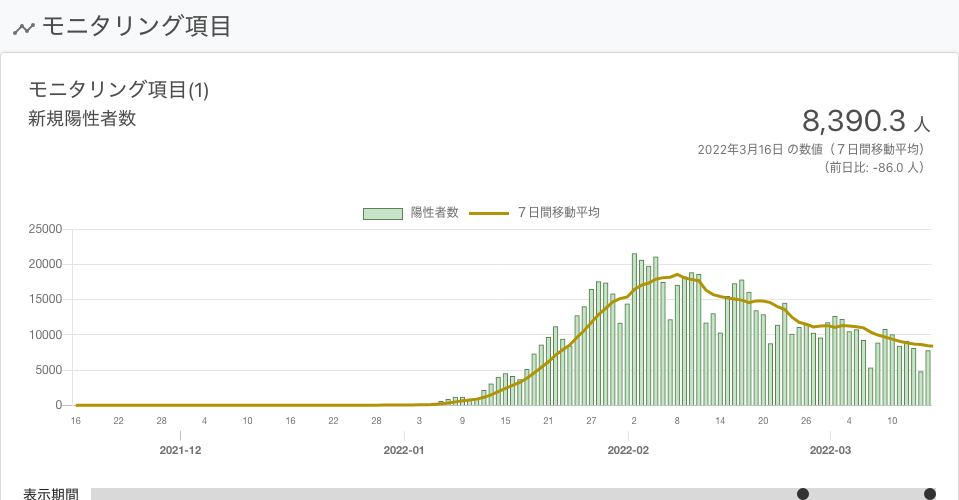 モニタリング項目
モニタリング項目(1)
新規陽性者数
8,390.3 人
2022年3月16日 の数値（７日間移動平均）
（前日比: -86.0 人）
陽性者数 ７日間移動平均
25000
20000
15000
10000
5000
0
16 22 28 4 10 16 22 28 3 9 15 21 27 2 8 14 20 26 4 10
2021-12 2022-01 2022-02 2022-03
表示期間